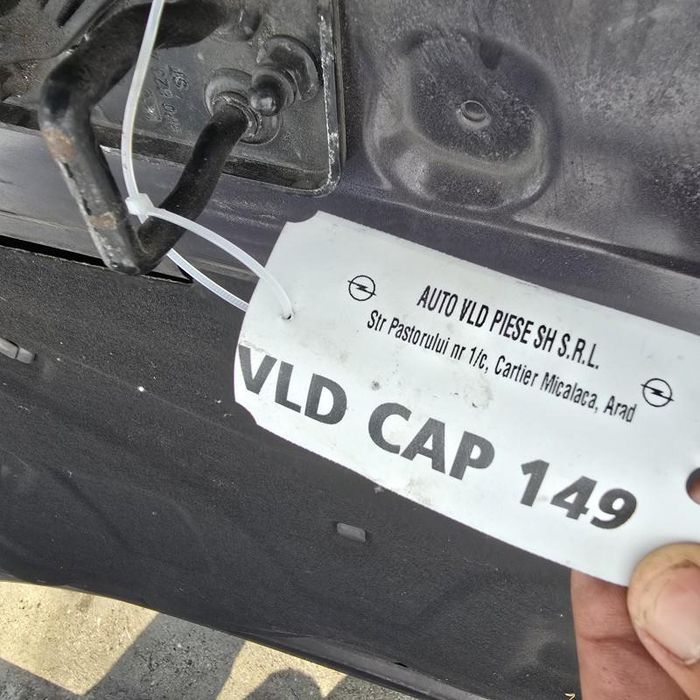 AUTO VLD PIESE SH S.R.L.
Str Pastorului nr 1/c, Cartier Micalaca, Arad
VLD CAP 149